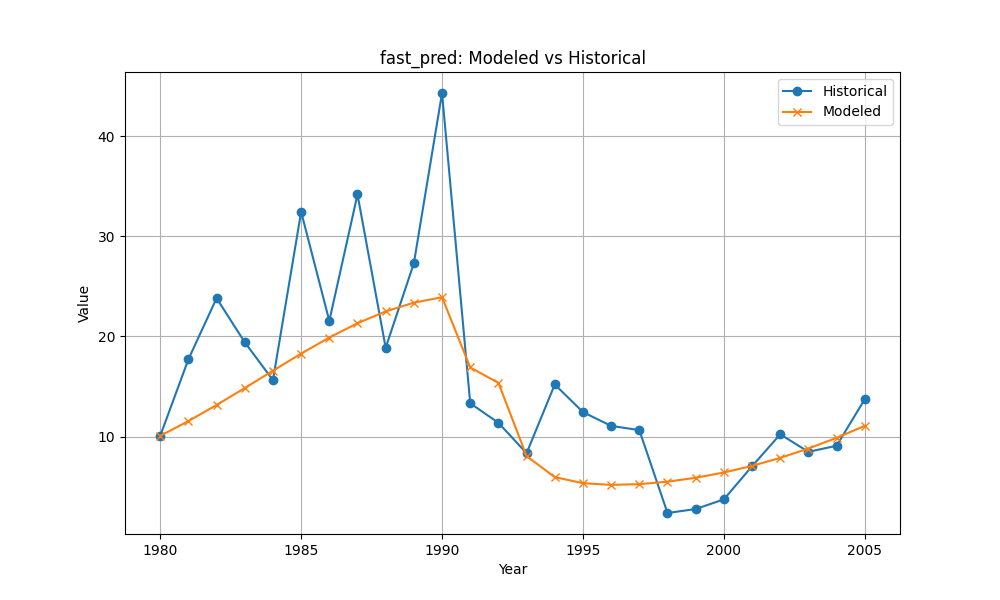 fast_pred: Modeled vs Historical
Historical
Modeled
40
30
20
10
Value
1980
1985
1990
1995
2000
2005
Year